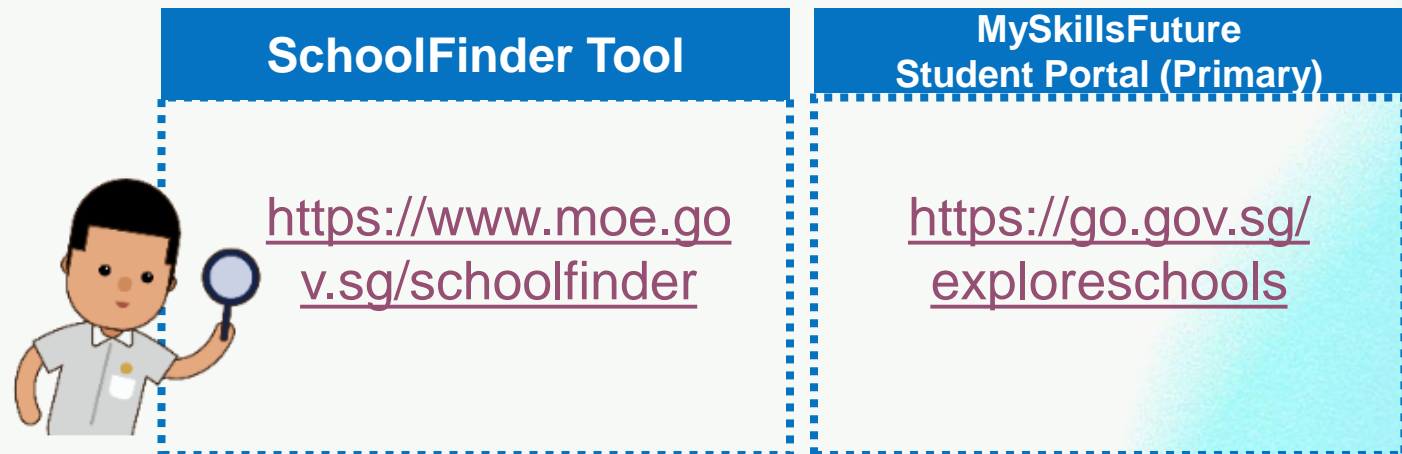 SchoolFinder Tool
https://www.moe.go
v.sg/schoolfinder
MySkillsFuture
Student Portal (Primary)
https://go.gov.sg/
exploreschools